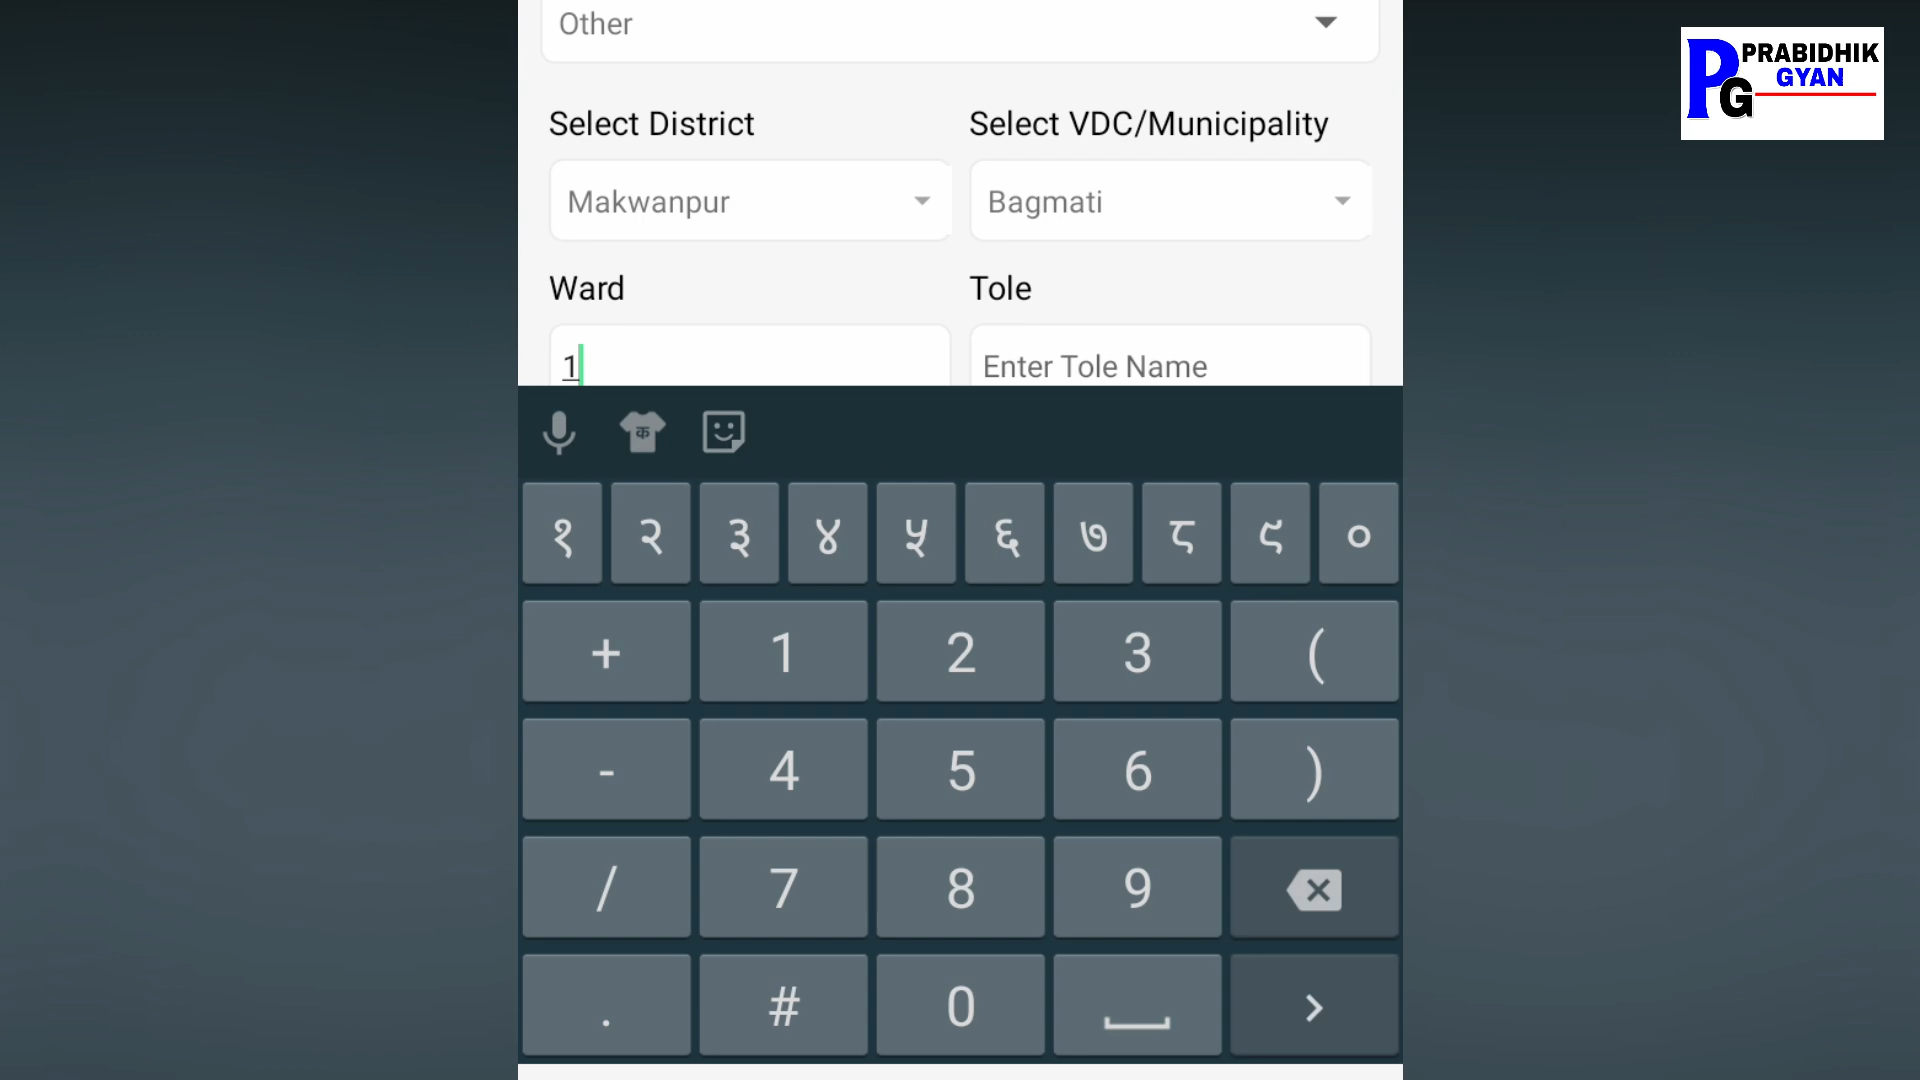 Other
PRABIDHIK
GYAN
PG
Select District
Select VDC/Municipality
Makwanpur
Bagmati
Ward
Tole
1
Enter Tole Name
क
१ २ ३ ४ ५ ६ ७ ८ ९ ०
+ 1 2 3 (
- 4 5 6 )
/ 7 8 9
. # 0